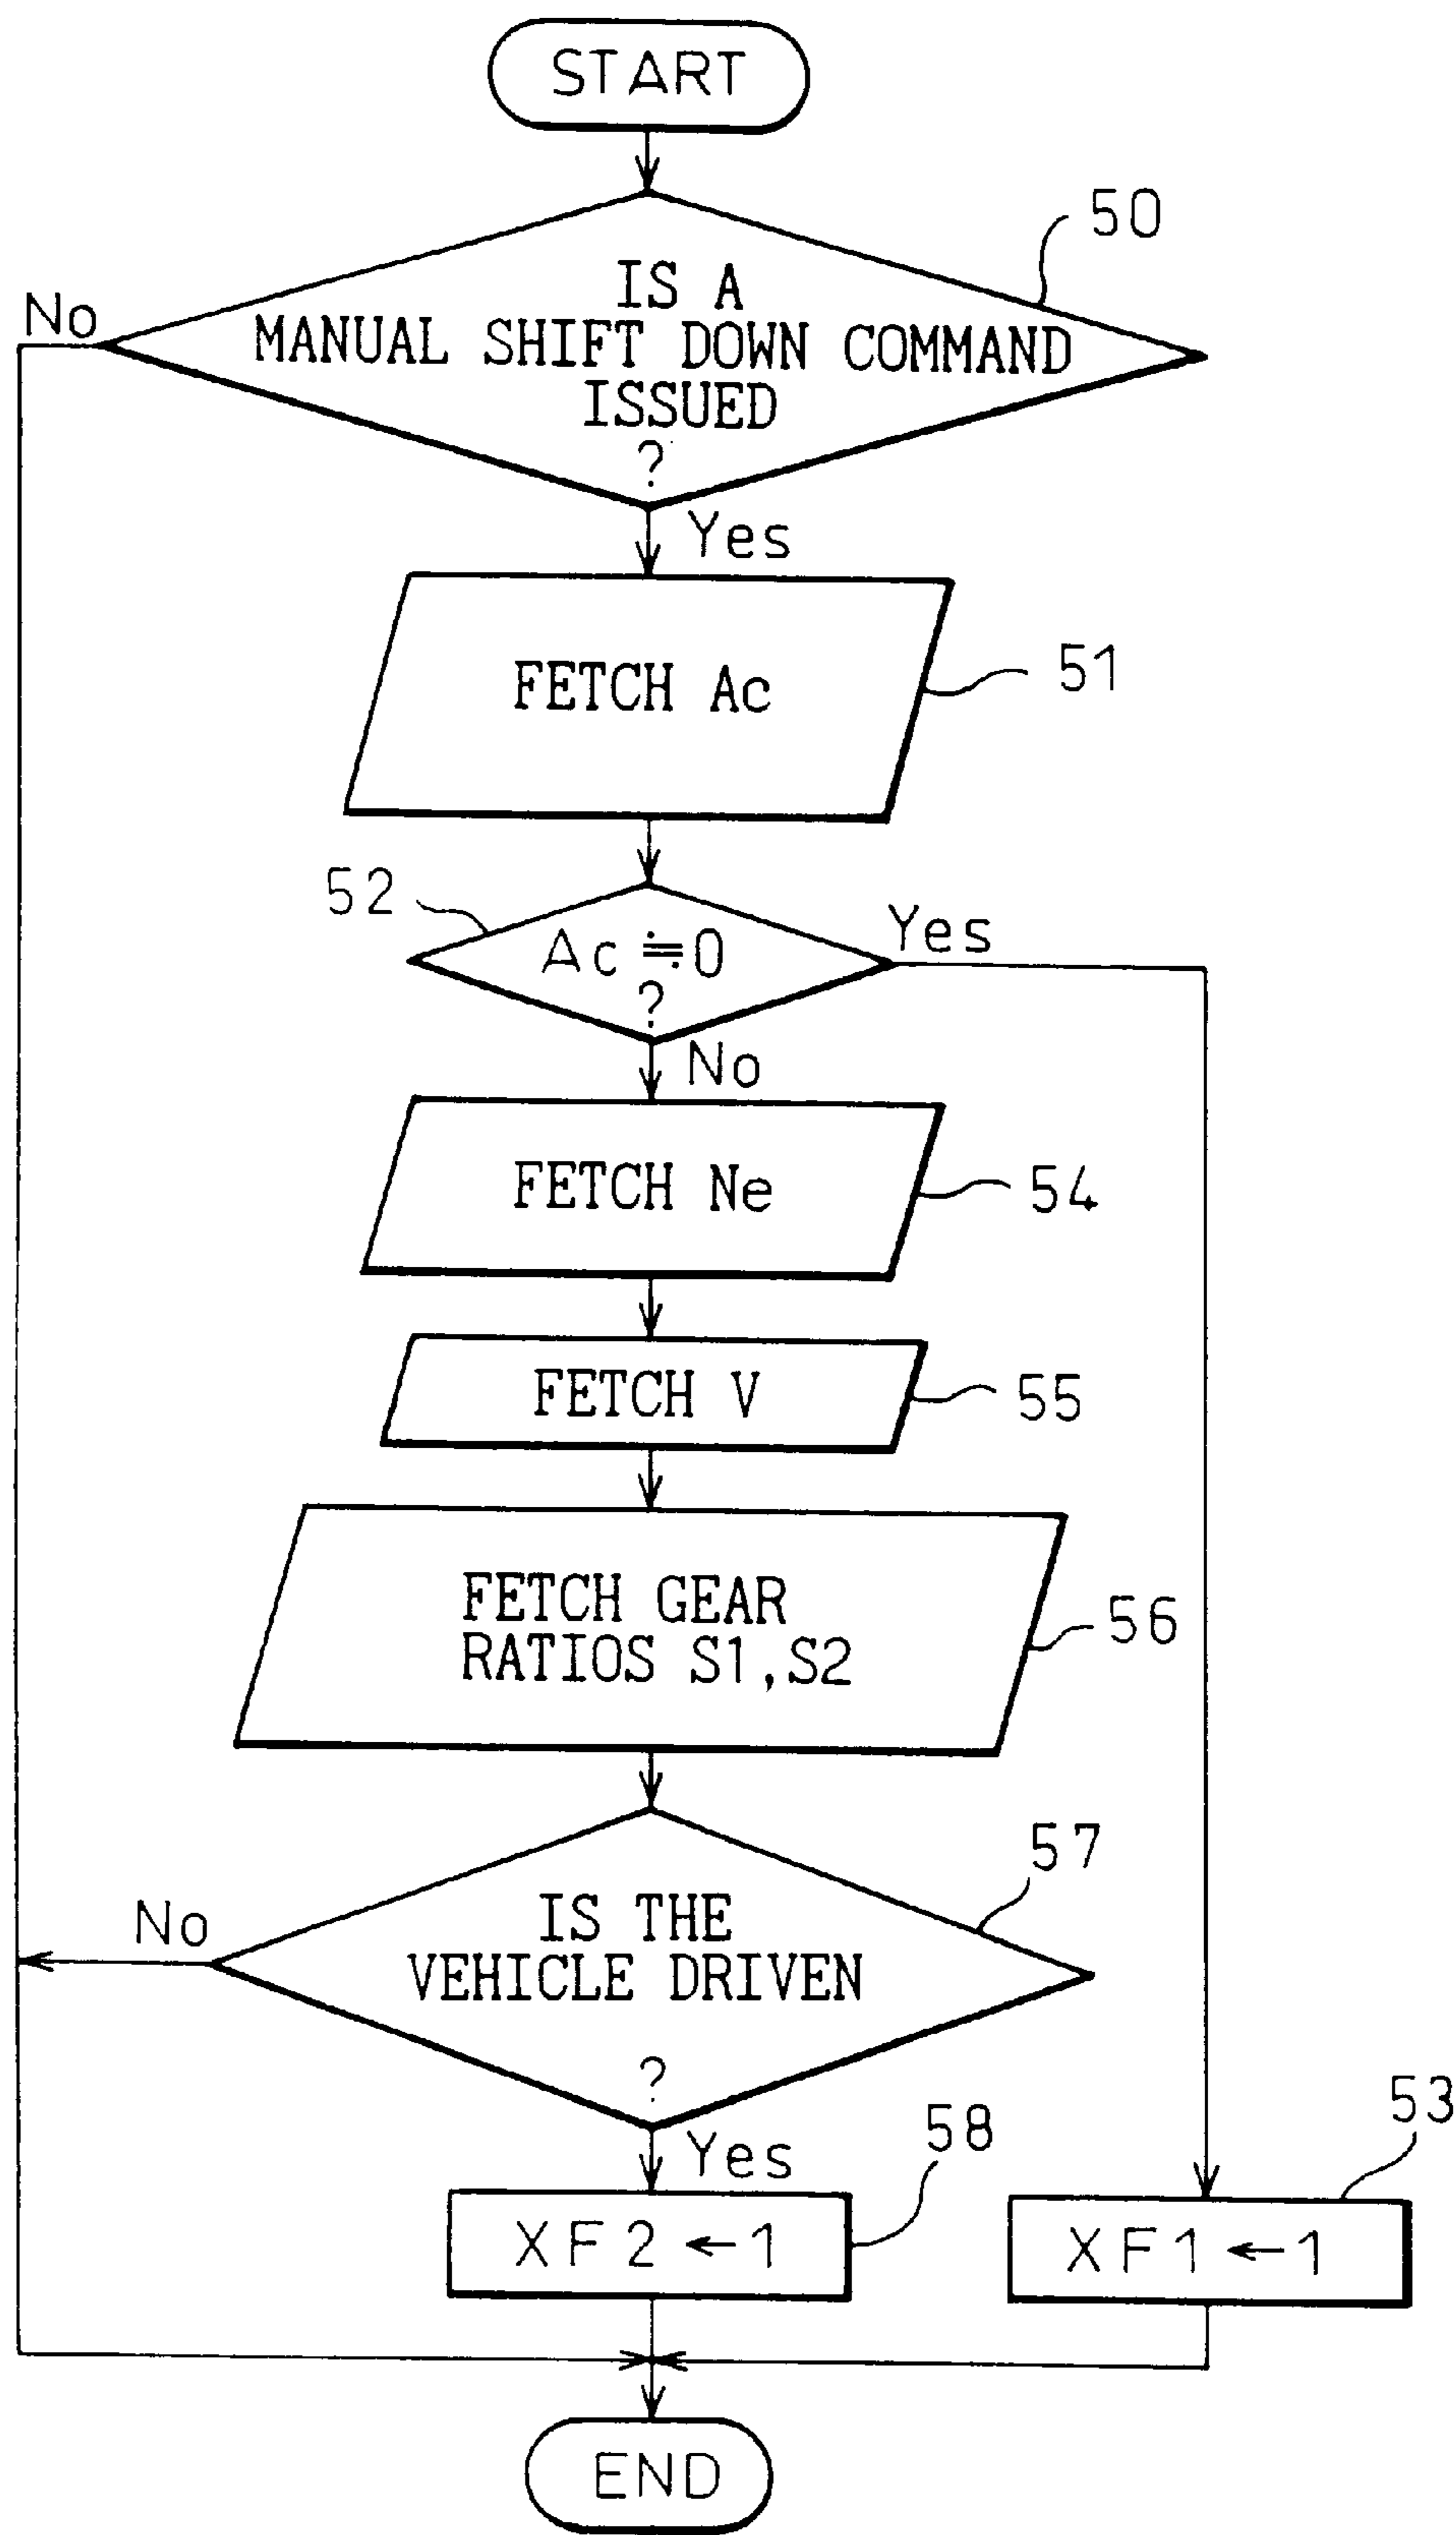 START
50
No
IS A
MANUAL SHIFT DOWN COMMAND
ISSUED
?
Yes
FETCH Ac
51
52
Yes
Ac≒0
?
No
FETCH Ne
54
FETCH V
55
FETCH GEAR
RATIOS S1,S2
56
57
No
IS THE
VEHICLE DRIVEN
?
Yes
58
53
XF2←1
XF1←1
END